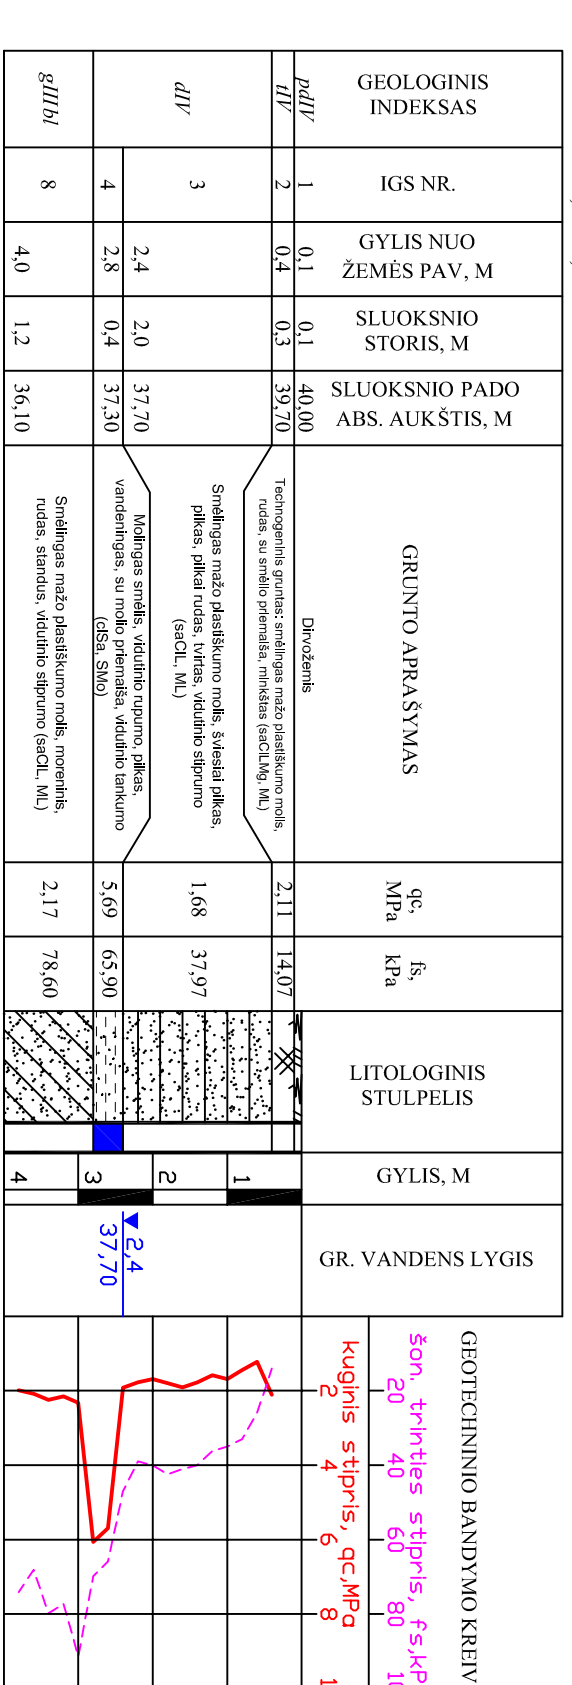 GEOLOGINIS
INDEKSAS
IGS NR.
GYLIS NUO
ŽEMĖS PAV, M
SLUOKSNIO
STORIS, M
SLUOKSNIO PADO
ABS. AUKŠTIS, M
GRUNTO APRAŠYMAS
qc,
MPa
fs,
kPa
LITOLOGINIS
STULPELIS
GYLIS, M
GR. VANDENS LYGIS
GEOTECHNINIO BANDYMO KREIV
pdIV
1
0,1
0,1
40,00
Dirvožemis
tIV
2
0,4
0,3
39,70
Technogeninis gruntas: smėlingas mažo plastiškumo molis,
rudas, su smėlio priemaiša, minkštas (saClLMg, ML)
2,11
14,07
dIV
3
2,4
2,0
37,70
Smėlingas mažo plastiškumo molis, šviesiai pilkas,
pilkas, pilkai rudas, tvirtas, vidutinio stiprumo
(saClL, ML)
1,68
37,97
4
2,8
0,4
37,30
Molingas smėlis, vidutinio rupumo, pilkas,
vandeningas, su molio priemaiša, vidutinio tankumo
(clSa, SMo)
5,69
65,90
gIIIbl
8
4,0
1,2
36,10
Smėlingas mažo plastiškumo molis, moreninis,
rudas, standus, vidutinio stiprumo (saClL, ML)
2,17
78,60
1
2
3
4
2,4
37,70
šon. trinties stipris, fs,kP
20 40 60 80 10
kūginis stipris, qc,MPa
2 4 6 8 1